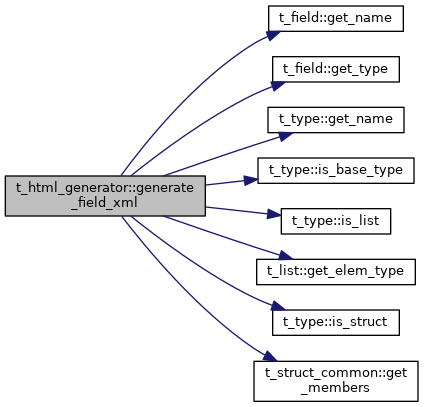 t_field::get_name
t_field::get_type
t_type::get_name
t_type::is_base_type
t_html_generator::generate
_field_xml
t_type::is_list
t_list::get_elem_type
t_type::is_struct
t_struct_common::get
_members